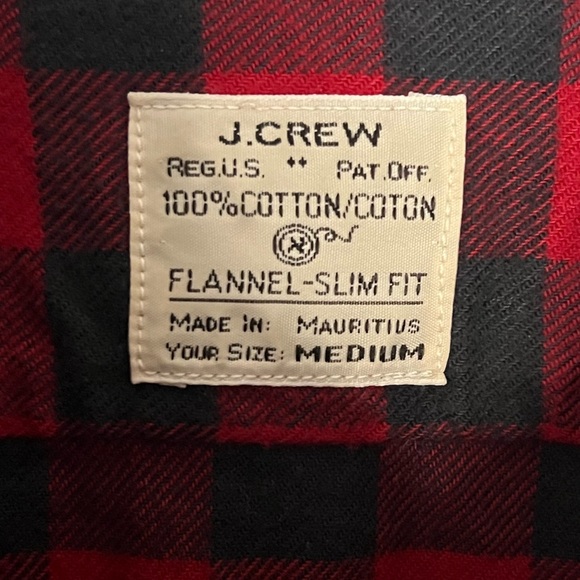 J.CREW
REG.U.S. ** PAT.OFF.
100%COTTON/COTON
FLANNEL-SLIM FIT
MADE IN: MAURITIUS
YOUR SIZE: MEDIUM